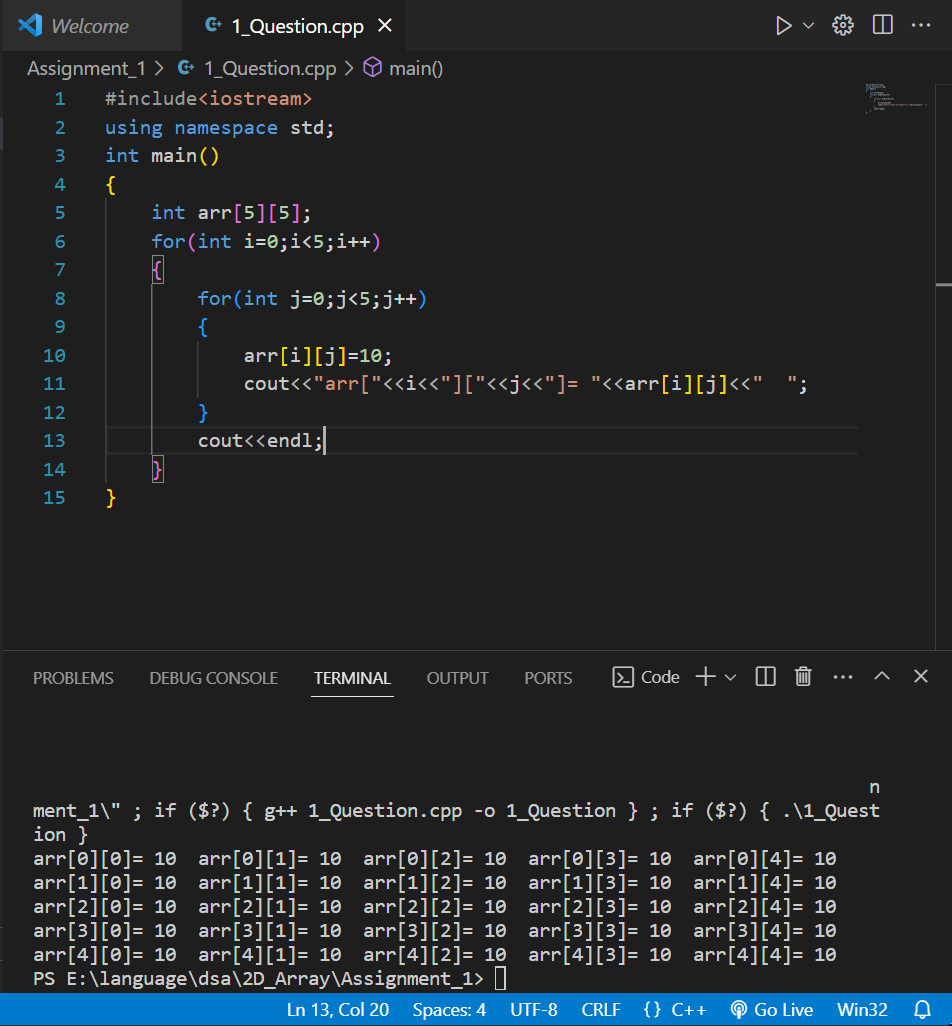 Welcome
1_Question.cpp
Assignment_1 > 1_Question.cpp > main()
1 #include<iostream>
2 using namespace std;
3 int main()
4 {
5     int arr[5][5];
6     for(int i=0;i<5;i++)
7     {
8         for(int j=0;j<5;j++)
9         {
10             arr[i][j]=10;
11             cout<<"arr["<<i<<"]["<<j<<"]= "<<arr[i][j]<<"  ";
12         }
13         cout<<endl;
14     }
15 }
PROBLEMS DEBUG CONSOLE TERMINAL OUTPUT PORTS Code
n
ment_1\" ; if ($?) { g++ 1_Question.cpp -o 1_Question } ; if ($?) { .\1_Quest
ion }
arr[0][0]= 10  arr[0][1]= 10  arr[0][2]= 10  arr[0][3]= 10  arr[0][4]= 10
arr[1][0]= 10  arr[1][1]= 10  arr[1][2]= 10  arr[1][3]= 10  arr[1][4]= 10
arr[2][0]= 10  arr[2][1]= 10  arr[2][2]= 10  arr[2][3]= 10  arr[2][4]= 10
arr[3][0]= 10  arr[3][1]= 10  arr[3][2]= 10  arr[3][3]= 10  arr[3][4]= 10
arr[4][0]= 10  arr[4][1]= 10  arr[4][2]= 10  arr[4][3]= 10  arr[4][4]= 10
PS E:\language\dsa\2D_Array\Assignment_1>
Ln 13, Col 20 Spaces: 4 UTF-8 CRLF {} C++ Go Live Win32